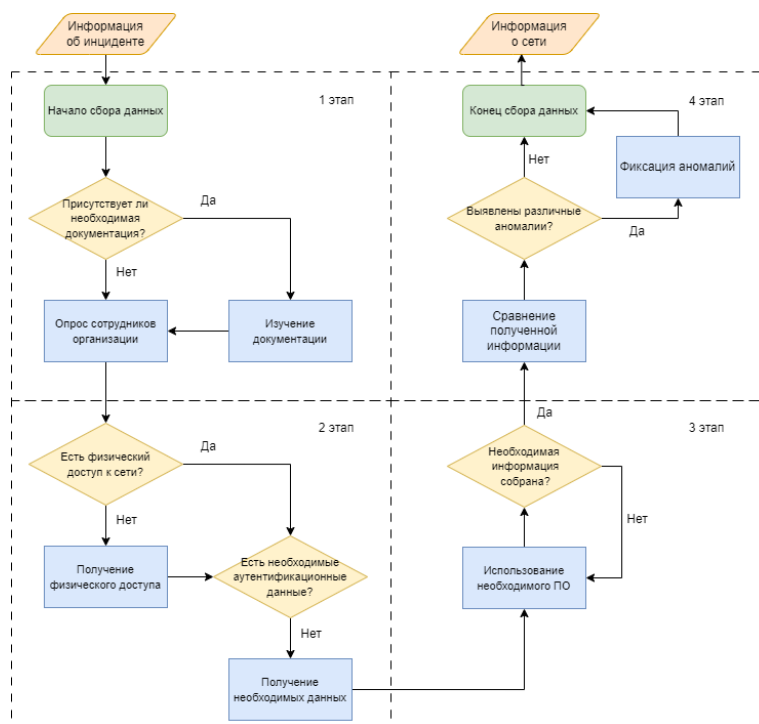 Информация
об инциденте
1 этап
Начало сбора данных
Присутствует ли
необходимая
документация?
Да
Нет
Опрос сотрудников
организации
Изучение
документации
2 этап
Есть физический
доступ к сети?
Да
Нет
Получение
физического доступа
Есть необходимые
аутентификационные
данные?
Нет
Получение
необходимых данных
3 этап
Использование
необходимого ПО
Необходимая
информация
собрана?
Нет
Да
4 этап
Сравнение
полученной
информации
Выявлены различные
аномалии?
Да
Нет
Фиксация аномалий
Конец сбора данных
Информация
о сети